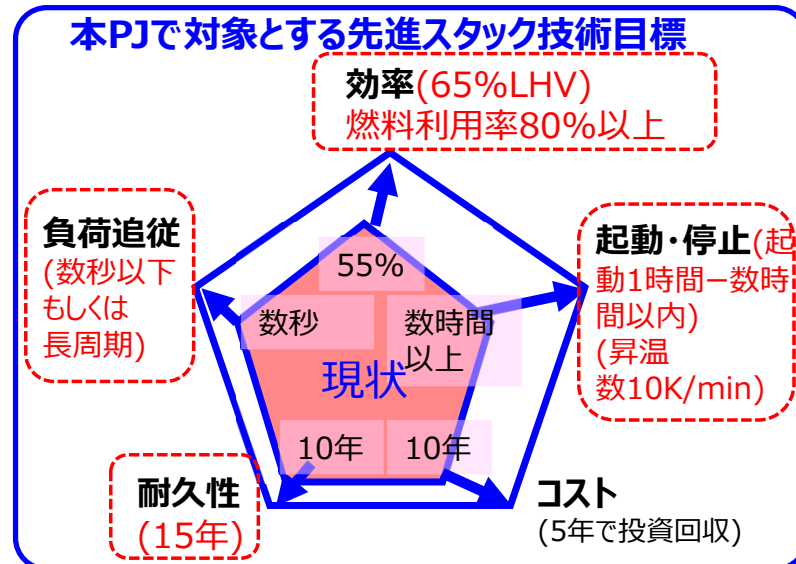 本PJで対象とする先進スタック技術目標
効率(65%LHV)
燃料利用率80%以上
負荷追従
(数秒以下
もしくは
長周期)
起動・停止(起
動1時間ー数時
間以内)
(昇温
数10K/min)
55%
数秒
数時間
以上
現状
10年
10年
耐久性
(15年)
コスト
(5年で投資回収)